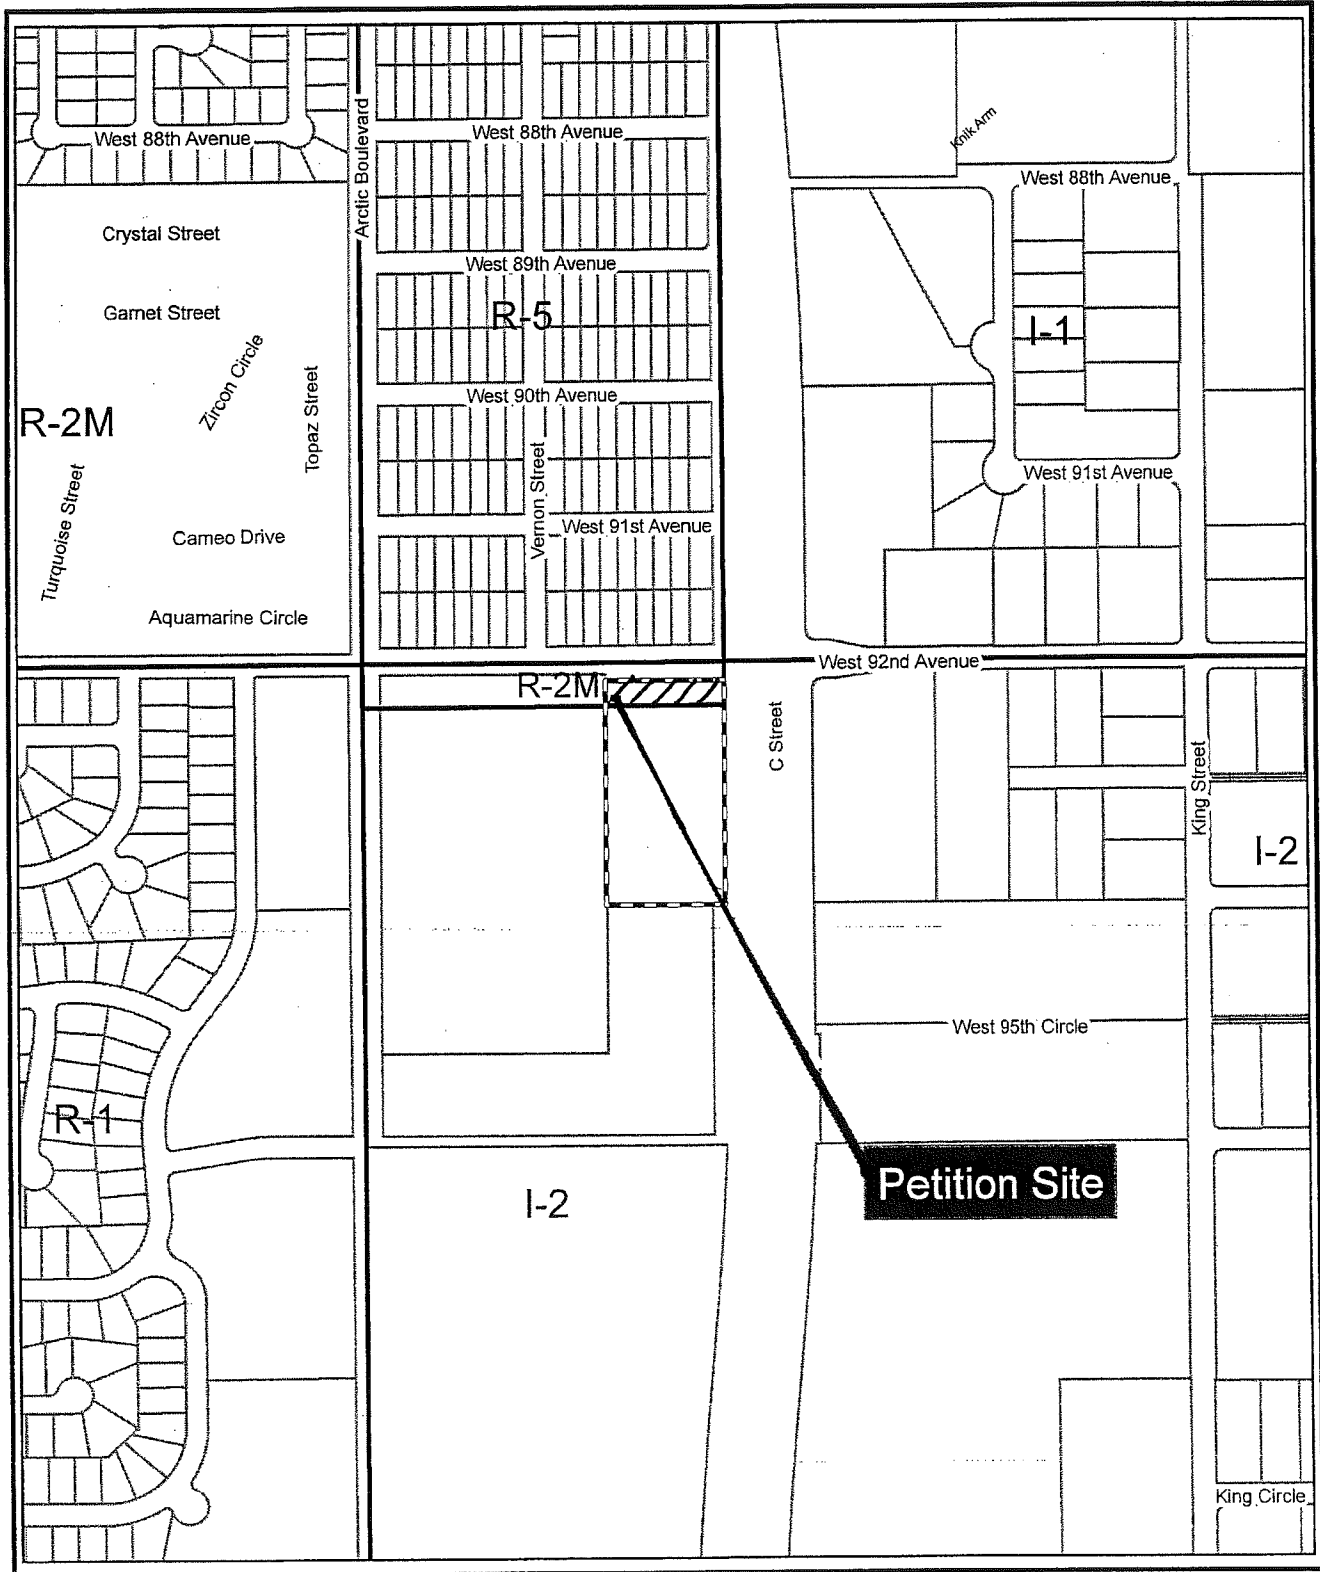 West 88th Avenue
Arctic Boulevard
West 88th Avenue
Knik Arm
West 88th Avenue
Crystal Street
West 89th Avenue
Garnet Street
R-5
I-1
Zircon Circle
Topaz Street
West 90th Avenue
R-2M
Vernon Street
West 91st Avenue
Turquoise Street
West 91st Avenue
Cameo Drive
Aquamarine Circle
West 92nd Avenue
R-2M
C Street
King Street
I-2
West 95th Circle
R-1
Petition Site
I-2
King Circle